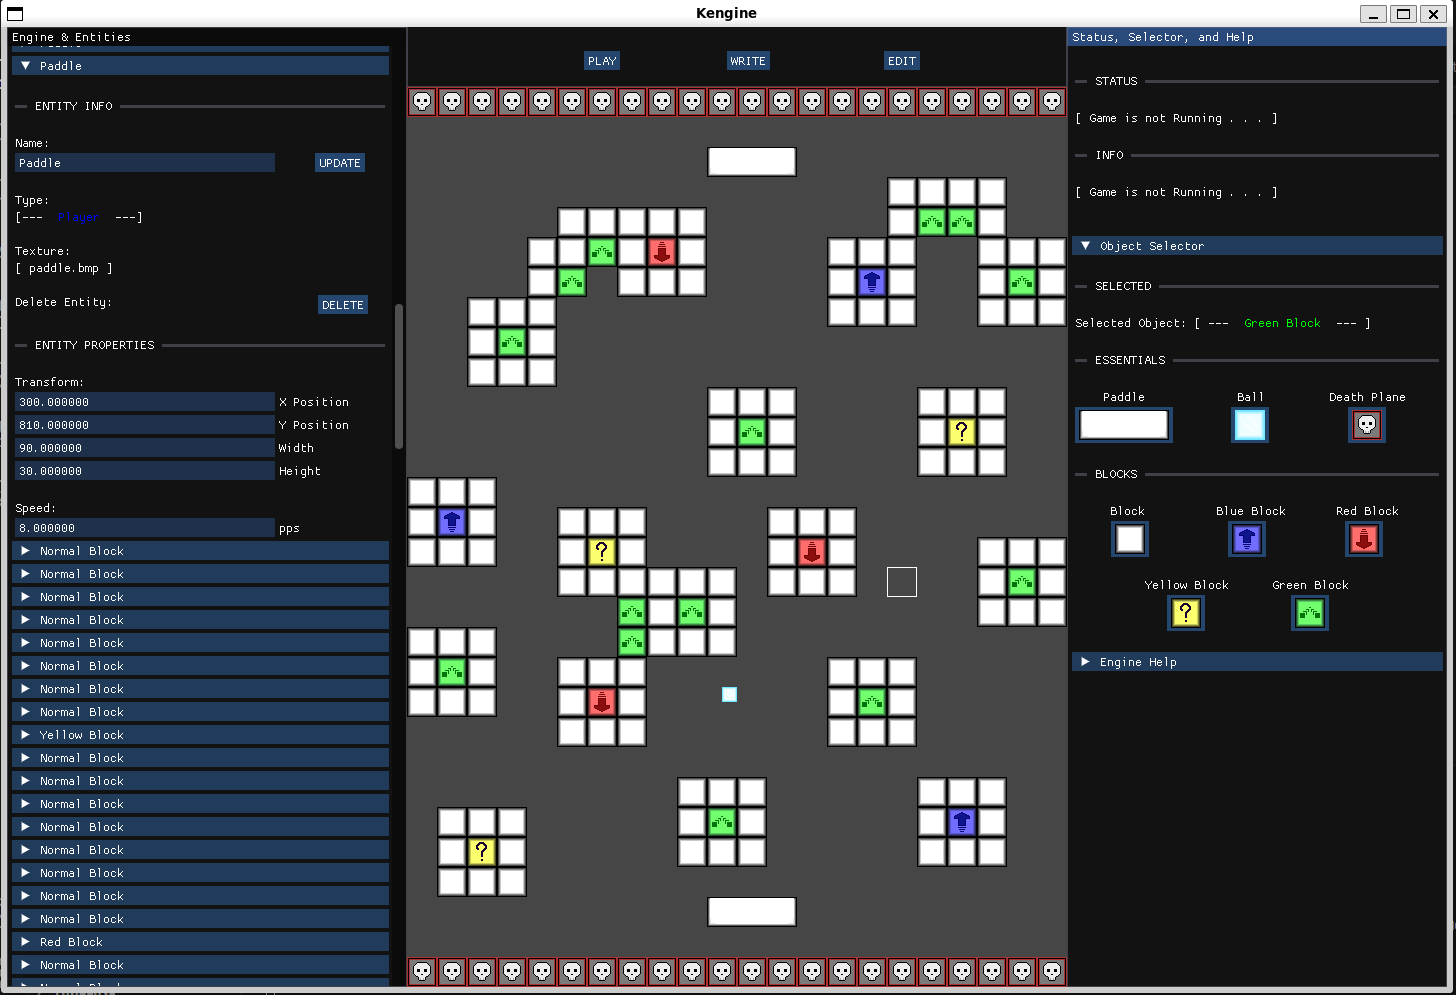 Kengine
Engine & Entities
Paddle
ENTITY INFO
Name:
Paddle
UPDATE
Type:
[--- Player ---]
Texture:
[ paddle.bmp ]
Delete Entity:
DELETE
ENTITY PROPERTIES
Transform:
300.000000 X Position
810.000000 Y Position
90.000000 Width
30.000000 Height
Speed:
8.000000 pps
Normal Block
Normal Block
Normal Block
Normal Block
Normal Block
Normal Block
Normal Block
Normal Block
Yellow Block
Normal Block
Normal Block
Normal Block
Normal Block
Normal Block
Normal Block
Normal Block
Normal Block
Red Block
Normal Block
PLAY
WRITE
EDIT
?
?
?
Status, Selector, and Help
STATUS
[ Game is not Running . . . ]
INFO
[ Game is not Running . . . ]
Object Selector
SELECTED
Selected Object: [ --- Green Block --- ]
ESSENTIALS
Paddle Ball Death Plane
BLOCKS
Block Blue Block Red Block
Yellow Block Green Block
?
Engine Help